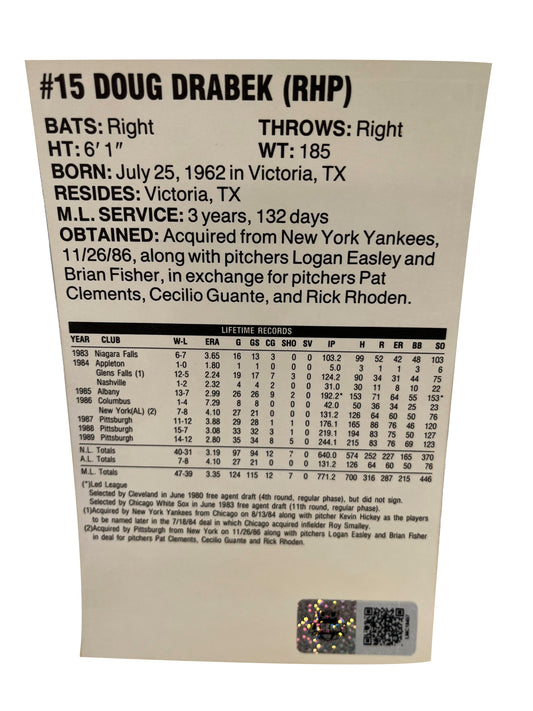 #15 DOUG DRABEK (RHP)
BATS: Right THROWS: Right
HT: 6' 1" WT: 185
BORN: July 25, 1962 in Victoria, TX
RESIDES: Victoria, TX
M.L. SERVICE: 3 years, 132 days
OBTAINED: Acquired from New York Yankees,
11/26/86, along with pitchers Logan Easley and
Brian Fisher, in exchange for pitchers Pat
Clements, Cecilio Guante, and Rick Rhoden.
LIFETIME RECORDS
YEAR CLUB W-L ERA G GS CG SHO SV IP H R ER BB SO
1983 Niagara Falls 6-7 3.65 16 13 3 0 0 103.2 99 52 42 48 103
1984 Appleton 1-0 1.80 1 1 0 0 0 5.0 3 1 1 3 6
Glens Falls (1) 12-5 2.24 19 17 7 3 0 124.2 90 34 31 44 75
Nashville 1-2 2.32 4 4 2 0 0 31.0 30 11 8 10 22
1985 Albany 13-7 2.99 26 26 9 2 0 192.2* 153 71 64 55 153*
1986 Columbus 1-4 7.29 8 8 0 0 0 42.0 50 36 34 25 23
New York(AL) (2) 7-8 4.10 27 21 0 0 0 131.2 126 64 60 50 76
1987 Pittsburgh 11-12 3.88 29 28 1 1 0 176.1 165 86 76 46 120
1988 Pittsburgh 15-7 3.08 33 32 3 1 0 219.1 194 83 75 50 127
1989 Pittsburgh 14-12 2.80 35 34 8 5 0 244.1 215 83 76 69 123
N.L. Totals 40-31 3.19 97 94 12 7 0 640.0 574 252 227 165 370
A.L. Totals 7-8 4.10 27 21 0 0 0 131.2 126 64 60 50 76
M.L. Totals 47-39 3.35 124 115 12 7 0 771.2 700 316 287 215 446
(*)Led League
Selected by Cleveland in June 1980 free agent draft (4th round, regular phase), but did not sign.
Selected by Chicago White Sox in June 1983 free agent draft (11th round, regular phase).
(1)Acquired by New York Yankees from Chicago on 8/13/84 along with pitcher Kevin Hickey as the players
to be named later in the 7/18/84 deal in which Chicago acquired infielder Roy Smalley.
(2)Acquired by Pittsburgh from New York on 11/26/86 along with pitchers Logan Easley and Brian Fisher
in deal for pitchers Pat Clements, Cecilio Guante and Rick Rhoden.